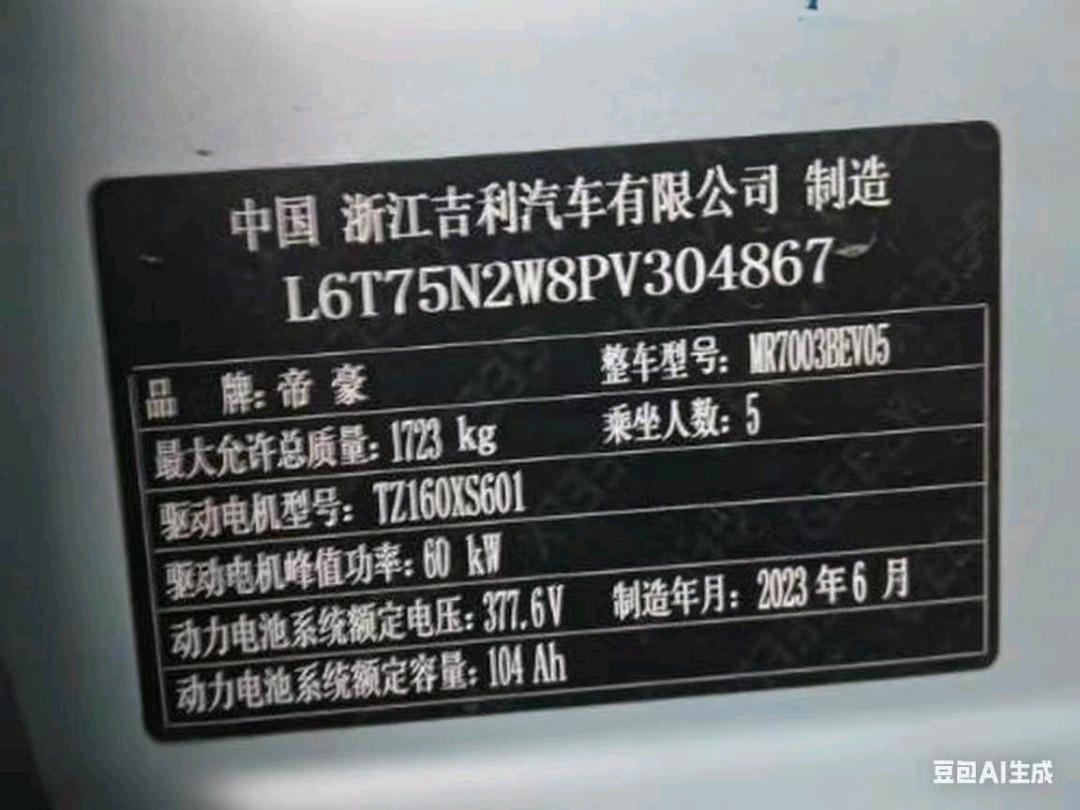 中国 浙江吉利汽车有限公司 制造
L6T75N2W8PV304867
品 牌: 帝豪 整车型号: MR7003BEV05
最大允许总质量: 1723 kg 乘坐人数: 5
驱动电机型号: TZ160XS601
驱动电机峰值功率: 60 kW
动力电池系统额定电压: 377.6V 制造年月: 2023 年 6 月
动力电池系统额定容量: 104 Ah
豆包AI生成